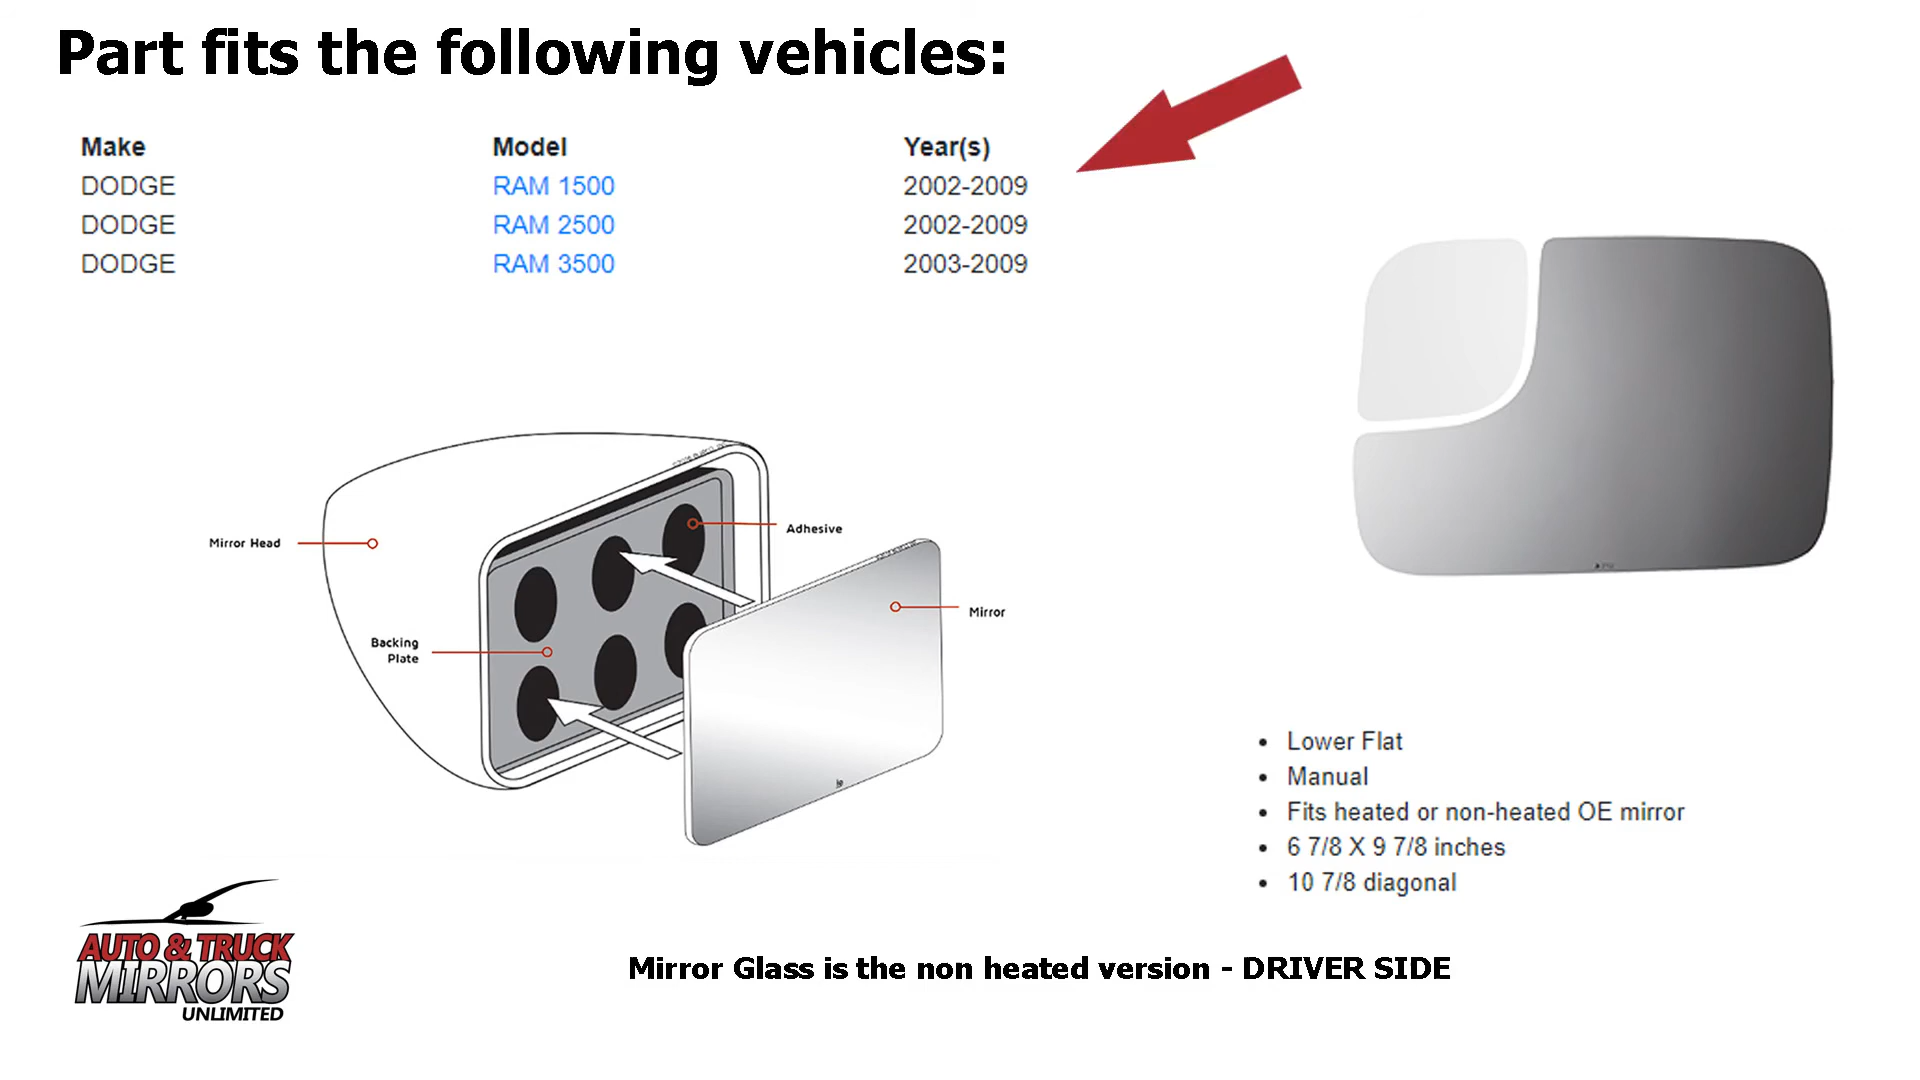 Part fits the following vehicles:
Make Model Year(s)
DODGE RAM 1500 2002-2009
DODGE RAM 2500 2002-2009
DODGE RAM 3500 2003-2009
Mirror Head
Adhesive
Backing
Plate
Mirror
• Lower Flat
• Manual
• Fits heated or non-heated OE mirror
• 6 7/8 X 9 7/8 inches
• 10 7/8 diagonal
AUTO & TRUCK
MIRRORS
UNLIMITED
Mirror Glass is the non heated version - DRIVER SIDE